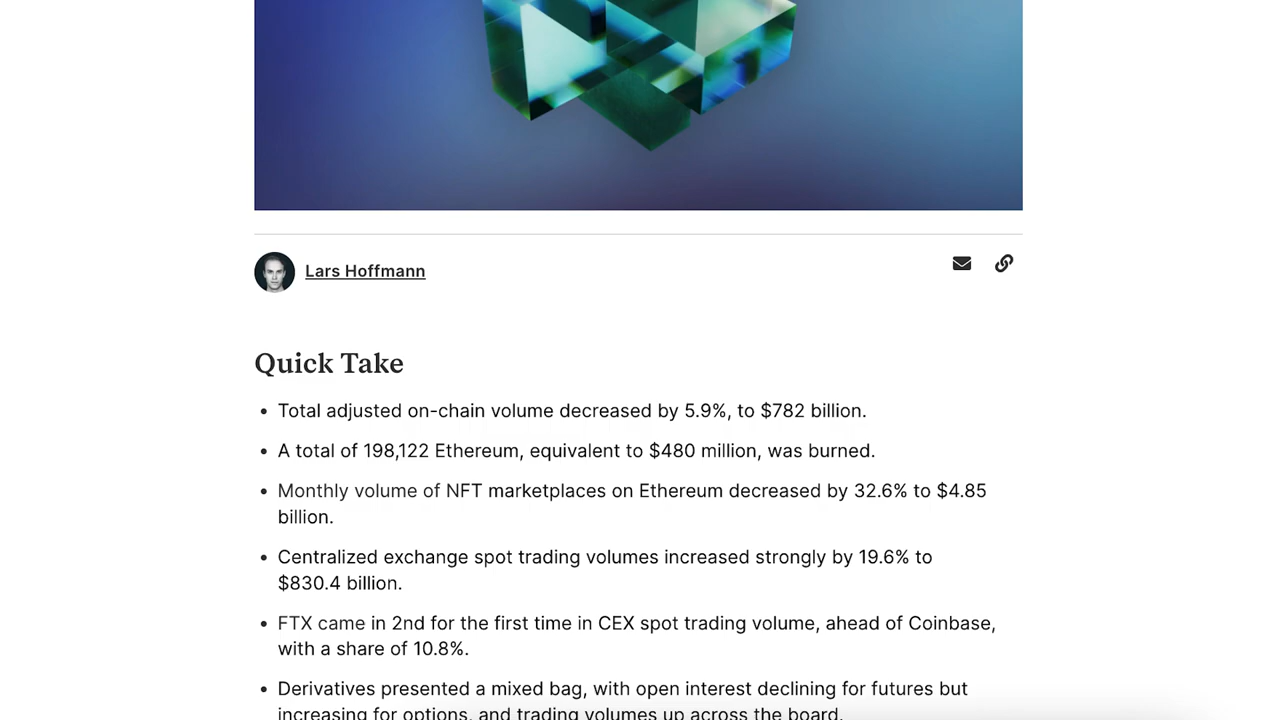 Lars Hoffmann
Quick Take
• Total adjusted on-chain volume decreased by 5.9%, to $782 billion.
• A total of 198,122 Ethereum, equivalent to $480 million, was burned.
• Monthly volume of NFT marketplaces on Ethereum decreased by 32.6% to $4.85
billion.
• Centralized exchange spot trading volumes increased strongly by 19.6% to
$830.4 billion.
• FTX came in 2nd for the first time in CEX spot trading volume, ahead of Coinbase,
with a share of 10.8%.
• Derivatives presented a mixed bag, with open interest declining for futures but
increasing for options, and trading volumes up across the board.